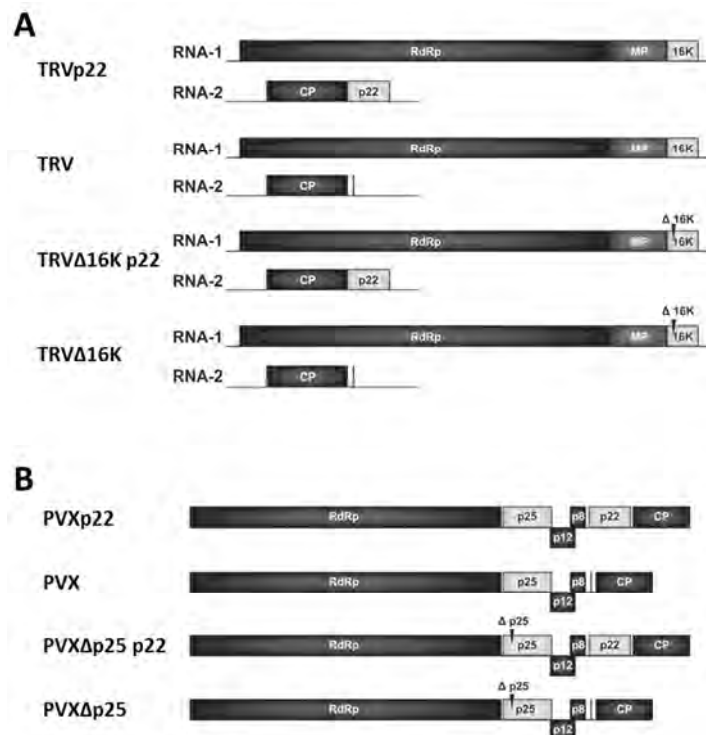 A
TRVp22
RNA-1 RdRp MP 16K
RNA-2 CP p22
TRV
RNA-1 RdRp MP 16K
RNA-2 CP
TRVΔ16K p22
Δ 16K
RNA-1 RdRp MP 16K
RNA-2 CP p22
TRVΔ16K
Δ 16K
RNA-1 RdRp MP 16K
RNA-2 CP
B
PVXp22 RdRp p25 p8 p22 CP
p12
PVX RdRp p25 p8 CP
p12
Δ p25
PVXΔp25 p22 RdRp p25 p8 p22 CP
p12
Δ p25
PVXΔp25 RdRp p25 p8 CP
p12